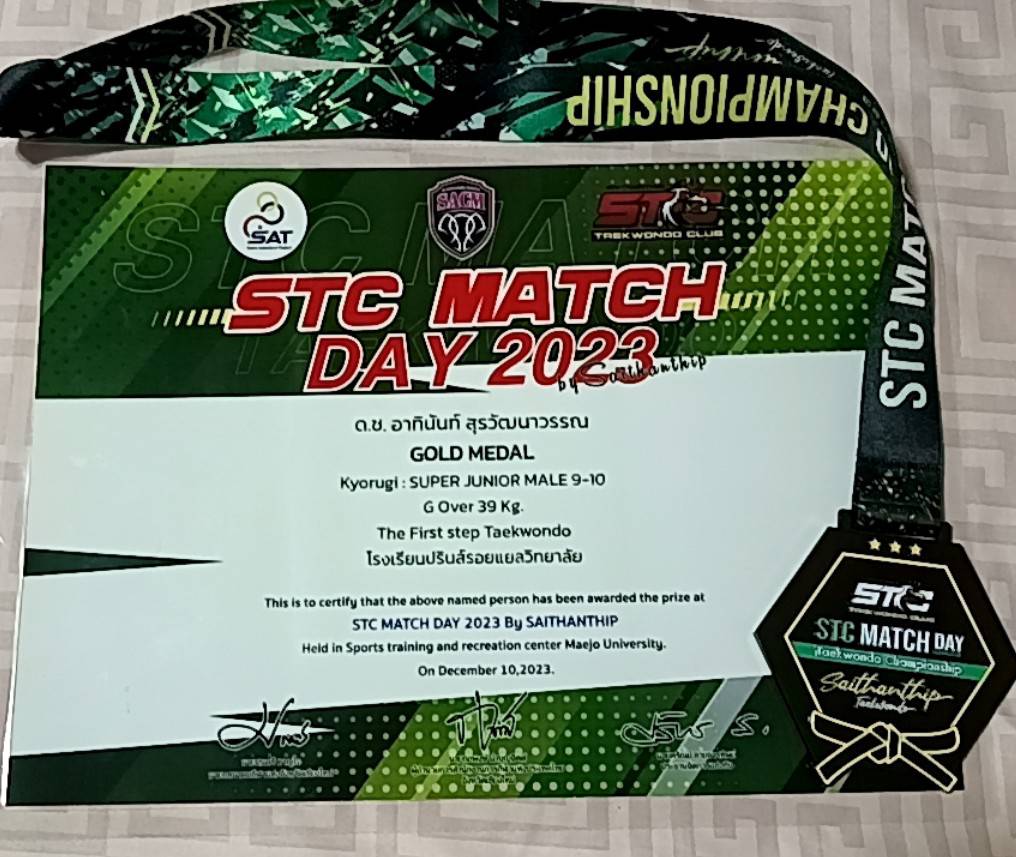 CHAMPIONSHIP
STC MATC
SAT
SACM
STC
TAEKWONDO CLUB
STC MATCH
DAY 2023
by Saithanthip
ด.ช. อาทินันท์ สุรวัฒนาวรรณ
GOLD MEDAL
Kyorugi : SUPER JUNIOR MALE 9-10
G Over 39 Kg.
The First step Taekwondo
โรงเรียนปรินส์รอยแยลวิทยาลัย
This is to certify that the above named person has been awarded the prize at
STC MATCH DAY 2023 By SAITHANTHIP
Held in Sports training and recreation center Maejo University.
On December 10,2023.
STC
TAEKWONDO CLUB
STC MATCH DAY
Taekwondo Championship
Saithanthip
Taekwondo